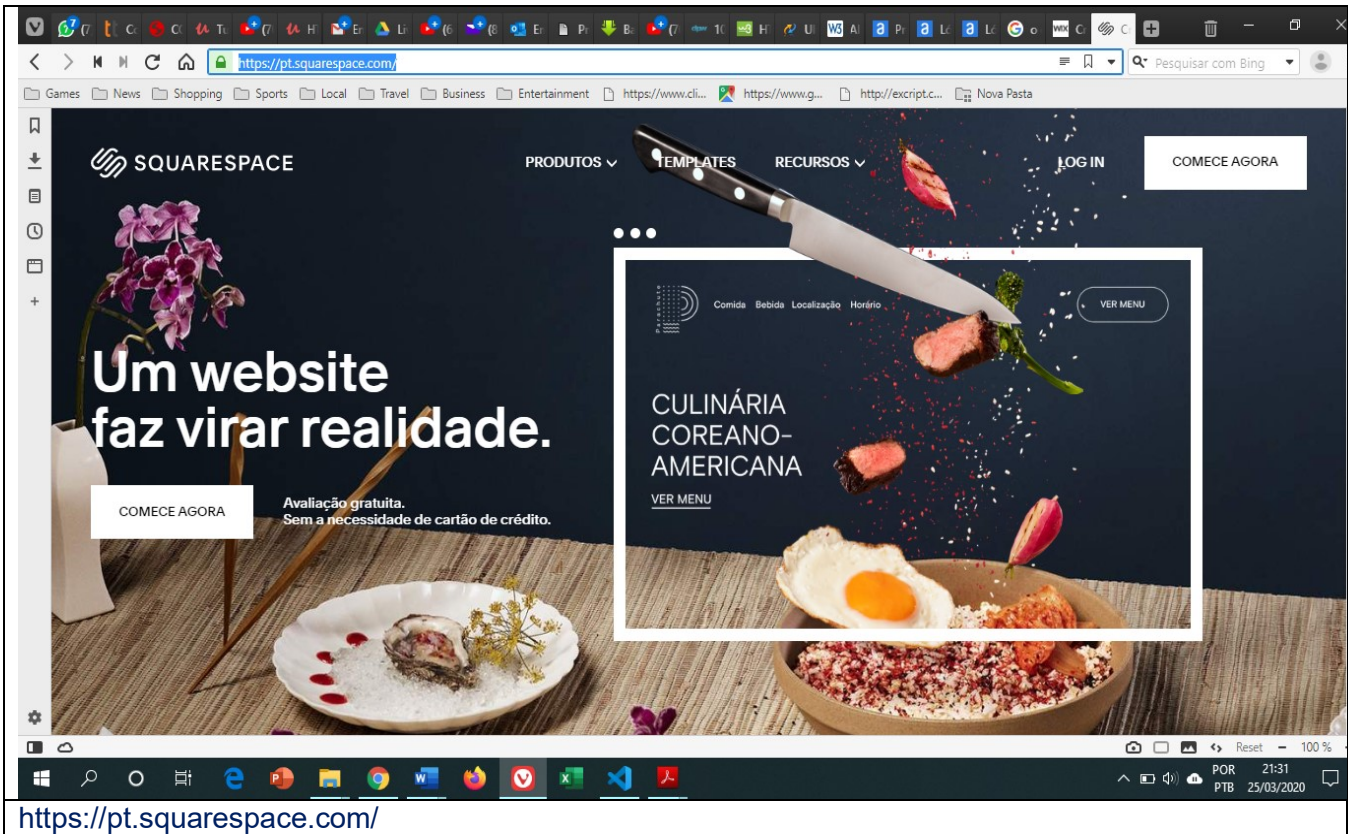 https://pt.squarespace.com/
Pesquisar com Bing
Games News Shopping Sports Local Travel Business Entertainment https://www.cli... https://www.g... http://excript.c... Nova Pasta
SQUARESPACE
PRODUTOS TEMPLATES RECURSOS LOG IN COMECE AGORA
Comida Bebida Localização Horário VER MENU
Um website
faz virar realidade.
COMECE AGORA
Avaliação gratuita.
Sem a necessidade de cartão de crédito.
CULINÁRIA
COREANO-
AMERICANA
VER MENU
Reset 100 %
POR 21:31
PTB 25/03/2020
https://pt.squarespace.com/